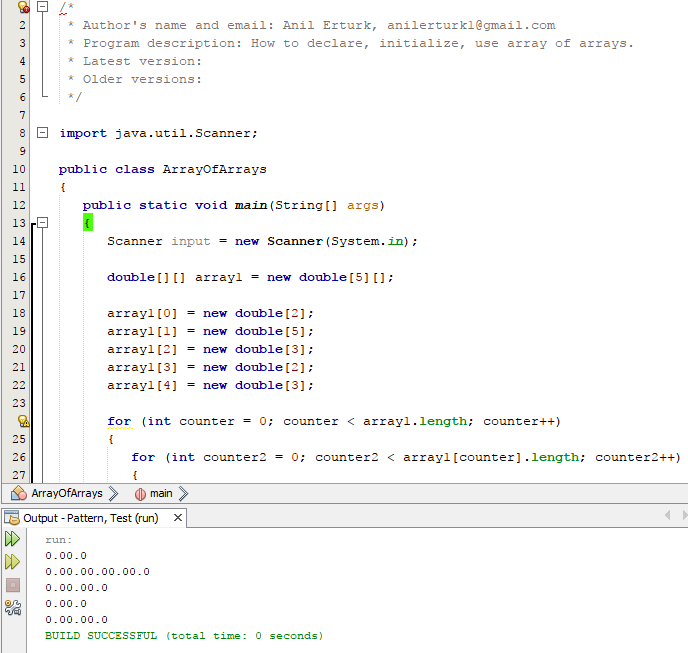 /*
2 * Author's name and email: Anil Erturk, anilerturk1@gmail.com
3 * Program description: How to declare, initialize, use array of arrays.
4 * Latest version:
5 * Older versions:
6 */
7
8 import java.util.Scanner;
9
10 public class ArrayOfArrays
11 {
12 public static void main(String[] args)
13 {
14 Scanner input = new Scanner(System.in);
15
16 double[][] array1 = new double[5][];
17
18 array1[0] = new double[2];
19 array1[1] = new double[5];
20 array1[2] = new double[3];
21 array1[3] = new double[2];
22 array1[4] = new double[3];
23
for (int counter = 0; counter < array1.length; counter++)
25 {
26 for (int counter2 = 0; counter2 < array1[counter].length; counter2++)
27 {
ArrayOfArrays main
Output - Pattern, Test (run)
run:
0.00.0
0.00.00.00.00.0
0.00.00.0
0.00.0
0.00.00.0
BUILD SUCCESSFUL (total time: 0 seconds)